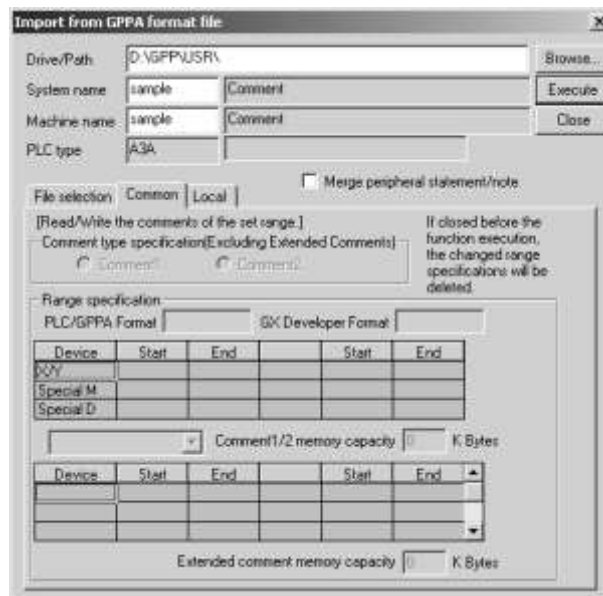 Import from GPPA format file
Drive/Path D:\GPP\USR\ Browse...
System name sample Comment Execute
Machine name sample Comment Close
PLC type A3A
Merge peripheral statement/note
File selection Common Local
[Read/Write the comments of the set range.]
Comment type specification(Excluding Extended Comments)
Comment1 Comment2
If closed before the
function execution,
the changed range
specifications will be
deleted.
Range specification
PLC/GPPA Format GX Developer Format
Device Start End Start End
X/Y
Special M
Special D
Comment1/2 memory capacity 0 K Bytes
Device Start End Start End
Extended comment memory capacity 0 K Bytes